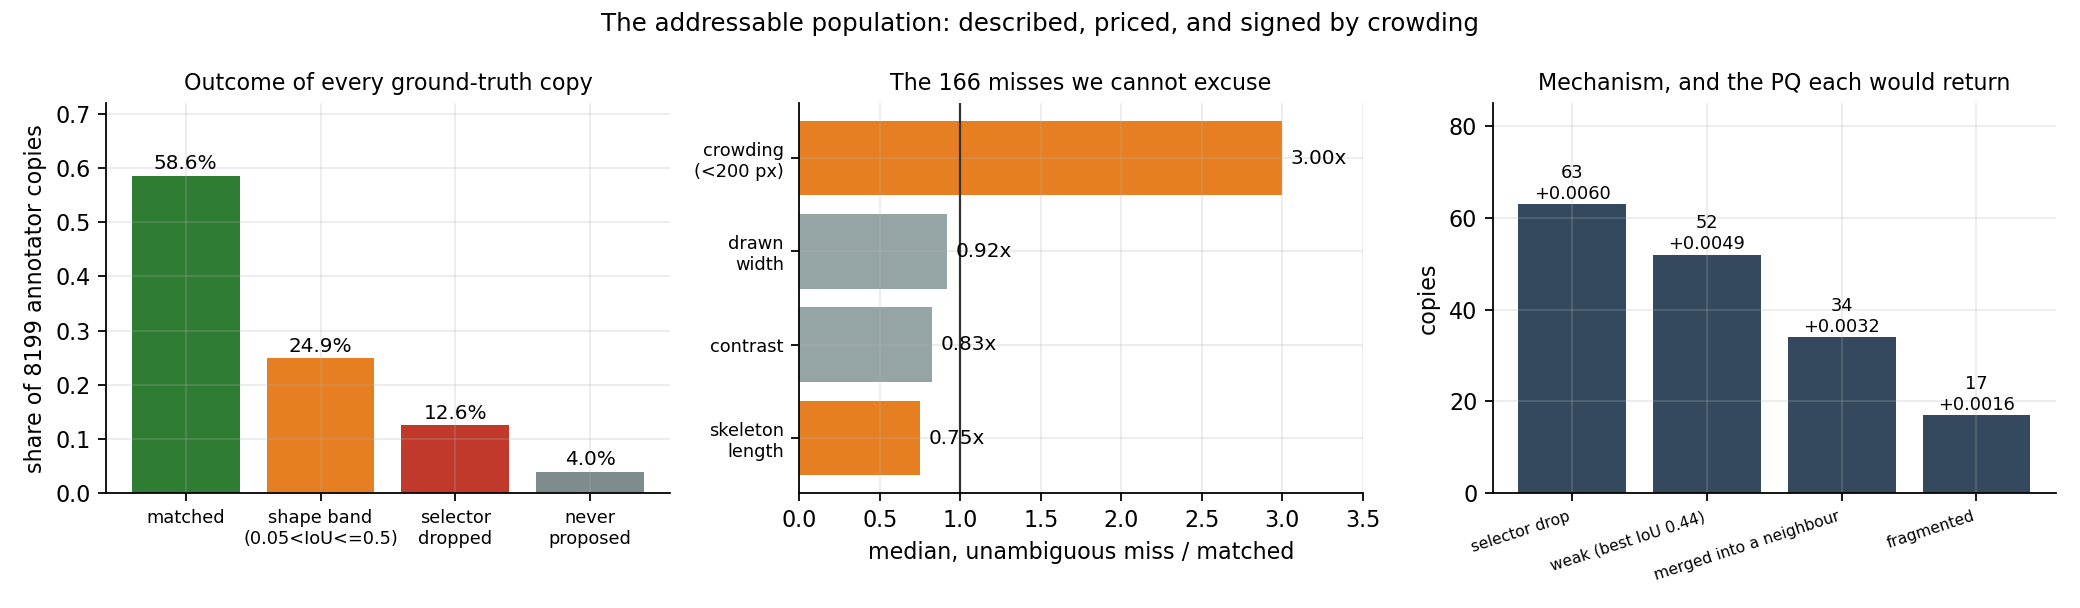 The addressable population: described, priced, and signed by crowding
Outcome of every ground-truth copy
share of 8199 annotator copies
0.7
0.6
0.5
0.4
0.3
0.2
0.1
0.0
58.6%
24.9%
12.6%
4.0%
matched
shape band
(0.05<IoU<=0.5)
selector
dropped
never
proposed
The 166 misses we cannot excuse
crowding
(<200 px)
3.00x
drawn
width
0.92x
contrast
0.83x
skeleton
length
0.75x
0.0 0.5 1.0 1.5 2.0 2.5 3.0 3.5
median, unambiguous miss / matched
Mechanism, and the PQ each would return
copies
80
60
40
20
0
63
+0.0060
52
+0.0049
34
+0.0032
17
+0.0016
selector drop
weak (best IoU 0.44)
merged into a neighbour
fragmented